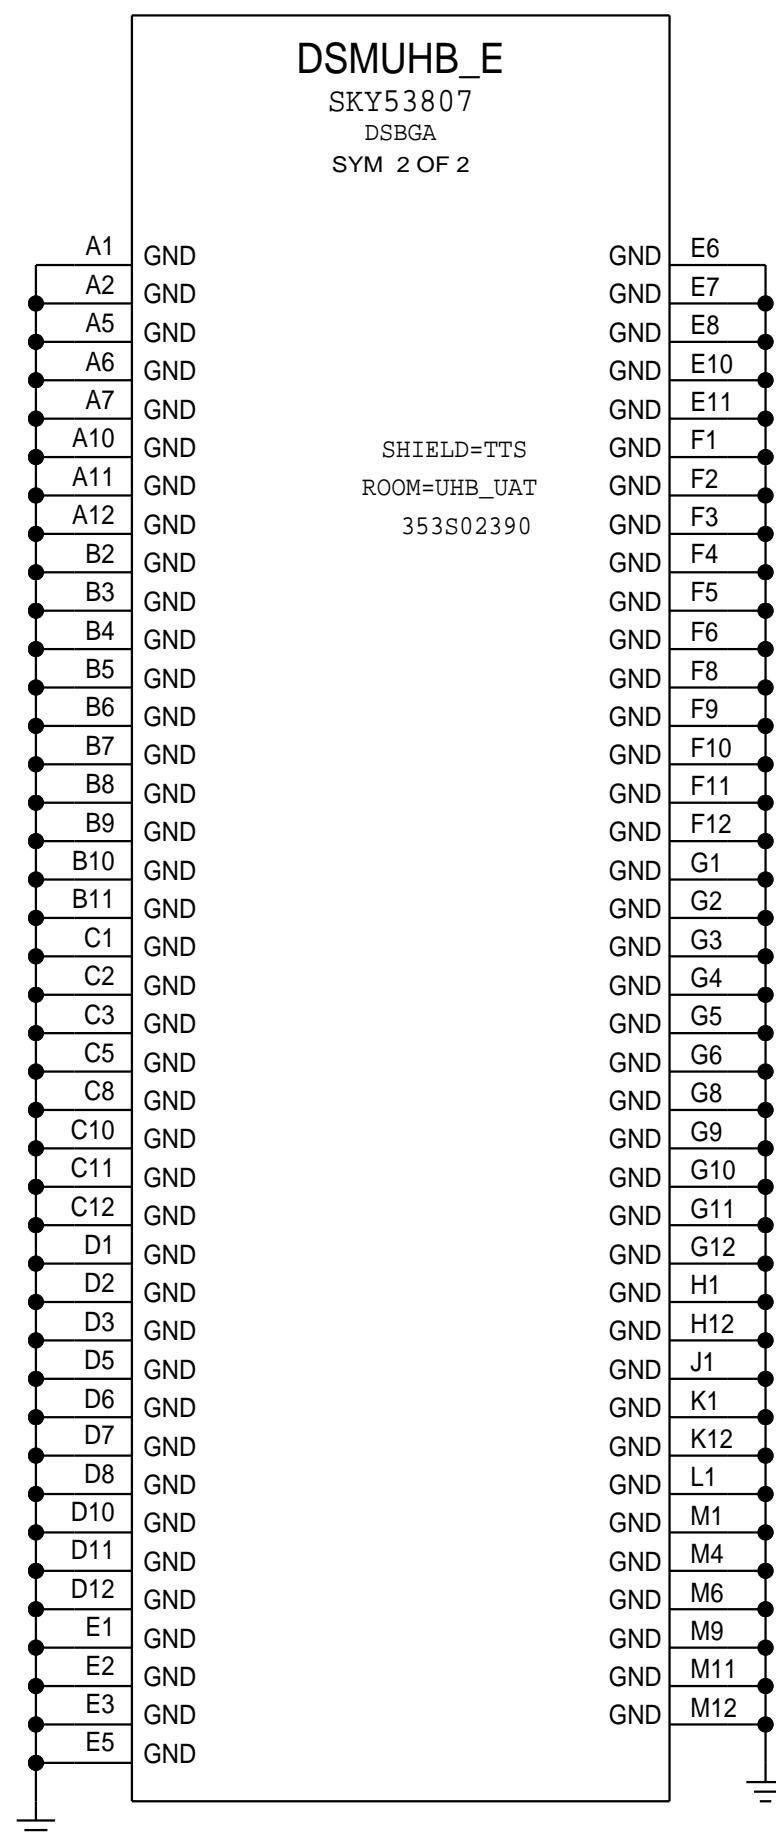 DSMUHB_E
SKY53807
DSBGA
SYM 2 OF 2
A1 GND GND E6
A2 GND GND E7
A5 GND GND E8
A6 GND GND E10
A7 GND GND E11
A10 GND SHIELD=TTS GND F1
A11 GND ROOM=UHB_UAT GND F2
A12 GND 353S02390 GND F3
B2 GND GND F4
B3 GND GND F5
B4 GND GND F6
B5 GND GND F8
B6 GND GND F9
B7 GND GND F10
B8 GND GND F11
B9 GND GND F12
B10 GND GND G1
B11 GND GND G2
C1 GND GND G3
C2 GND GND G4
C3 GND GND G5
C5 GND GND G6
C8 GND GND G8
C10 GND GND G9
C11 GND GND G10
C12 GND GND G11
D1 GND GND G12
D2 GND GND H1
D3 GND GND H12
D5 GND GND J1
D6 GND GND K1
D7 GND GND K12
D8 GND GND L1
D10 GND GND M1
D11 GND GND M4
D12 GND GND M6
E1 GND GND M9
E2 GND GND M11
E3 GND GND M12
E5 GND